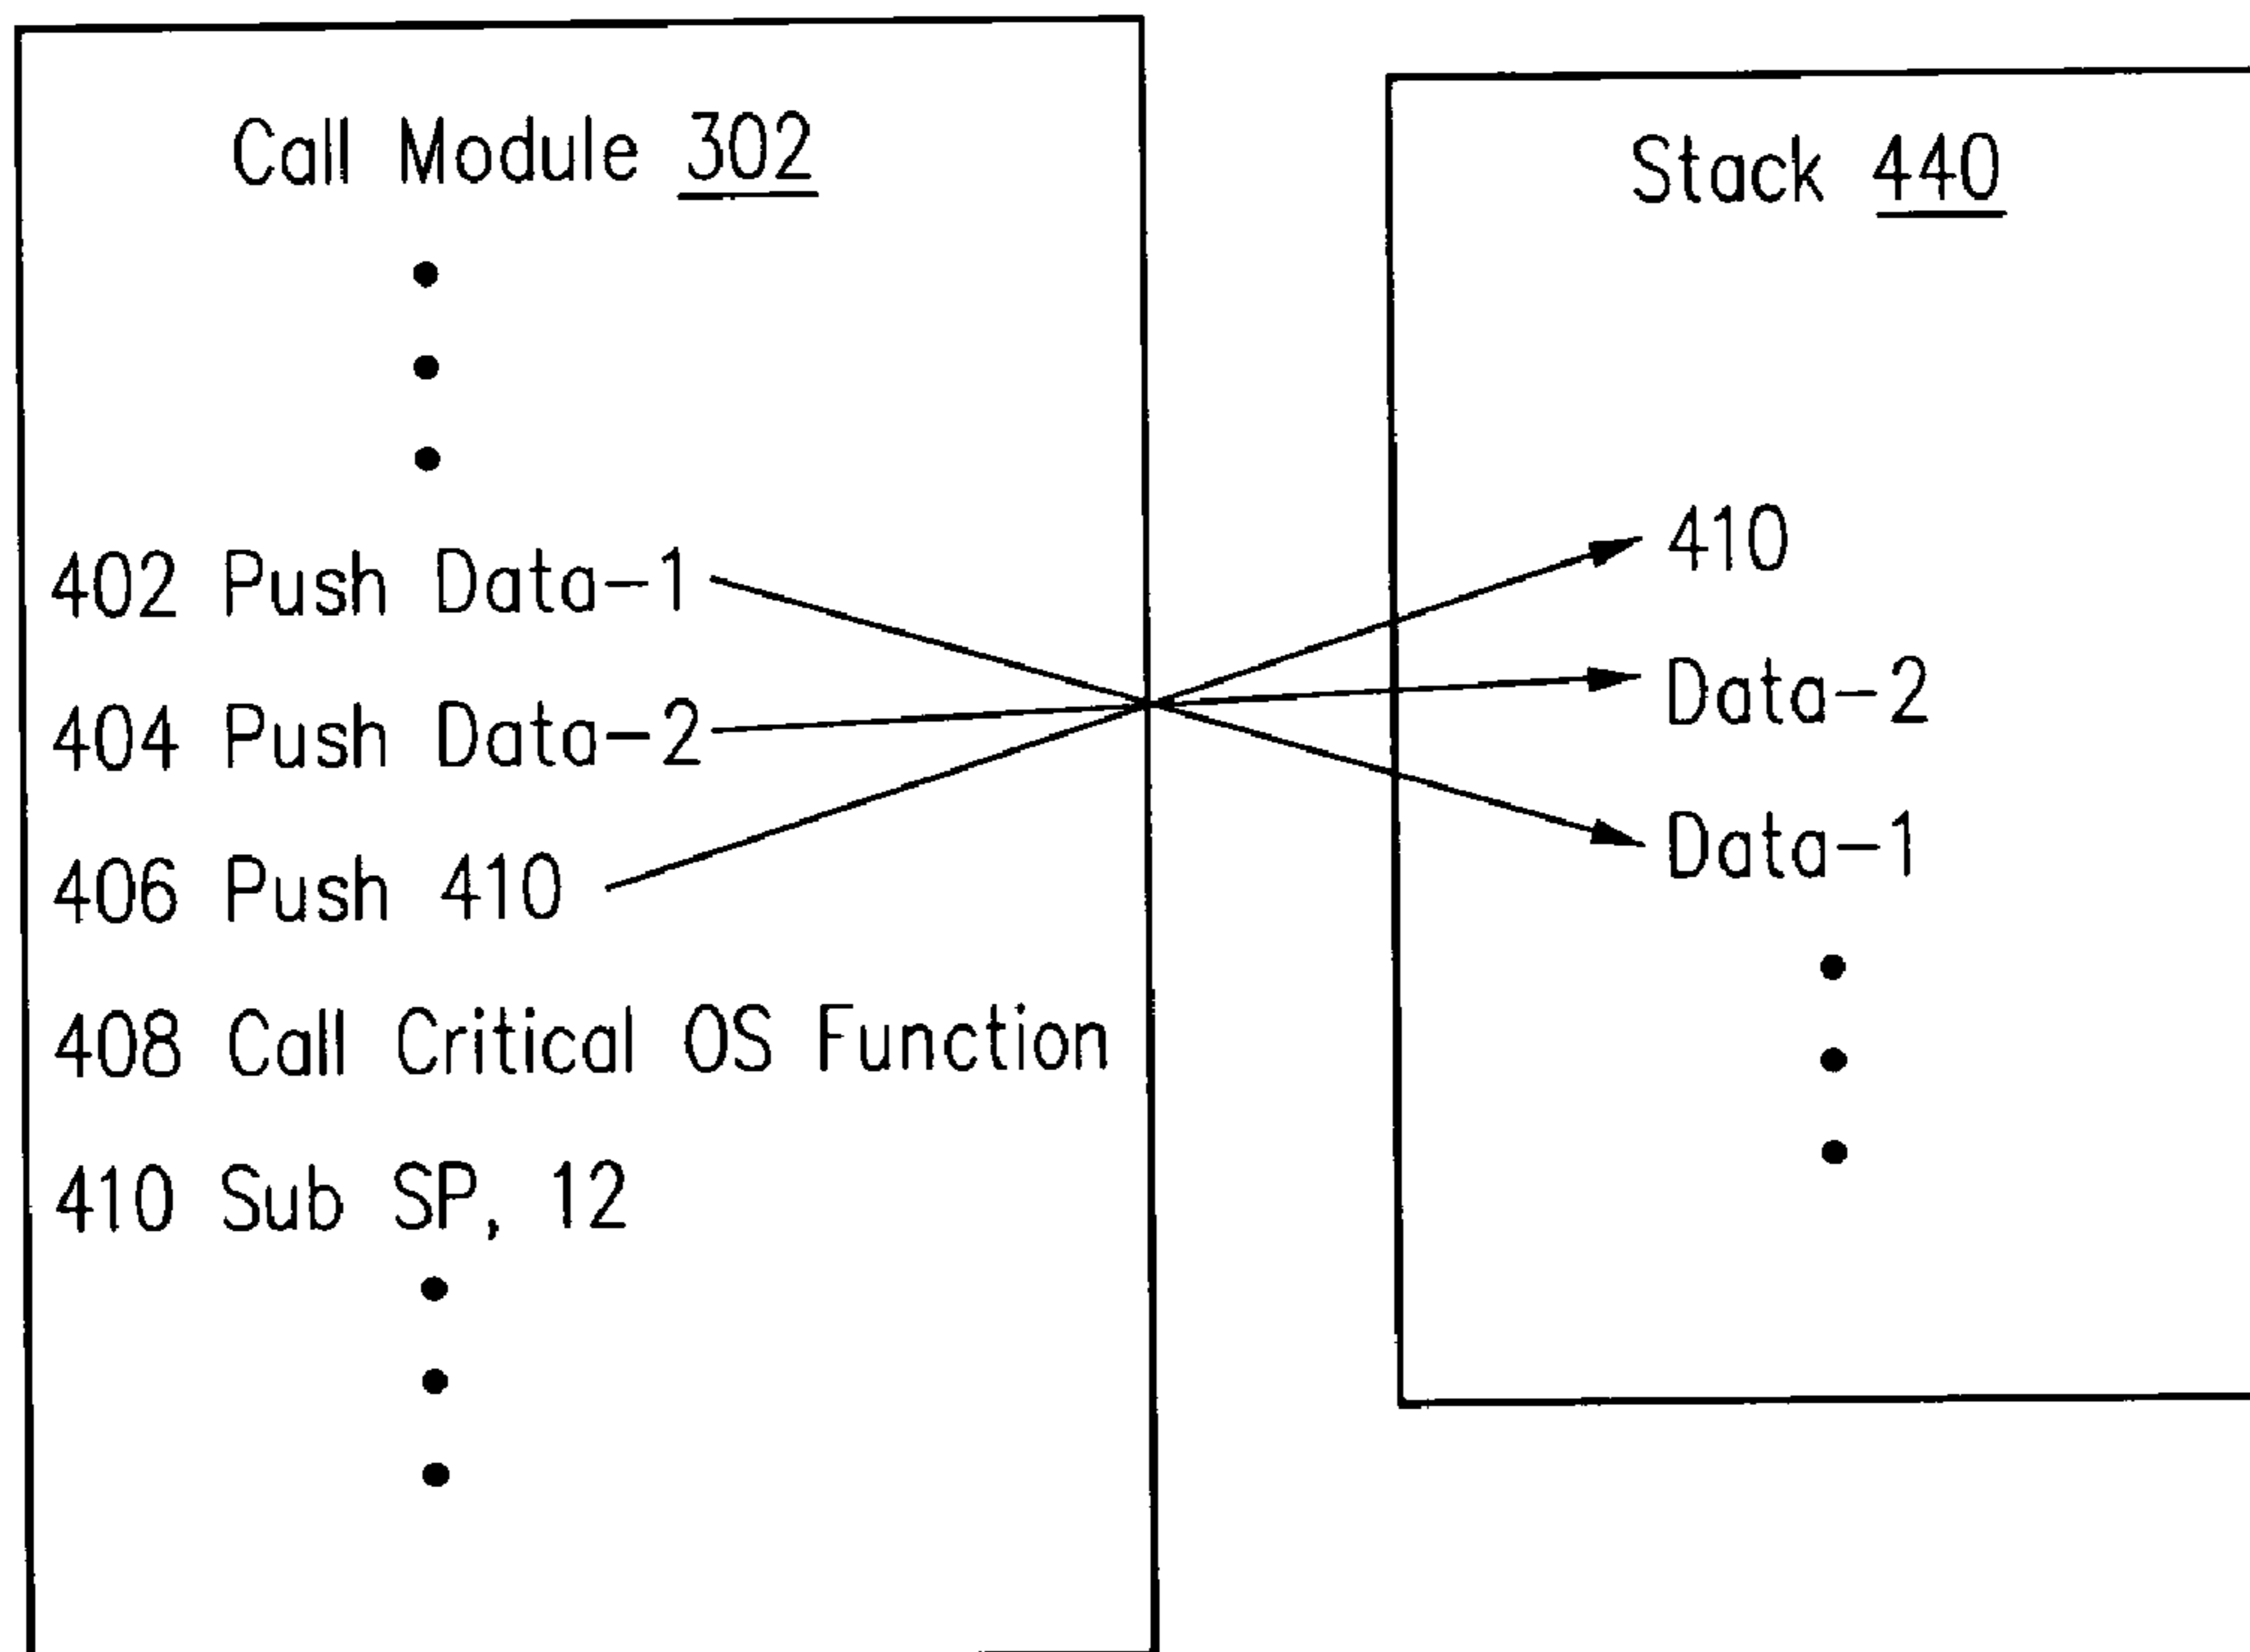 Call Module 302
402 Push Data-1
404 Push Data-2
406 Push 410
408 Call Critical OS Function
410 Sub SP, 12
Stack 440
410
Data-2
Data-1